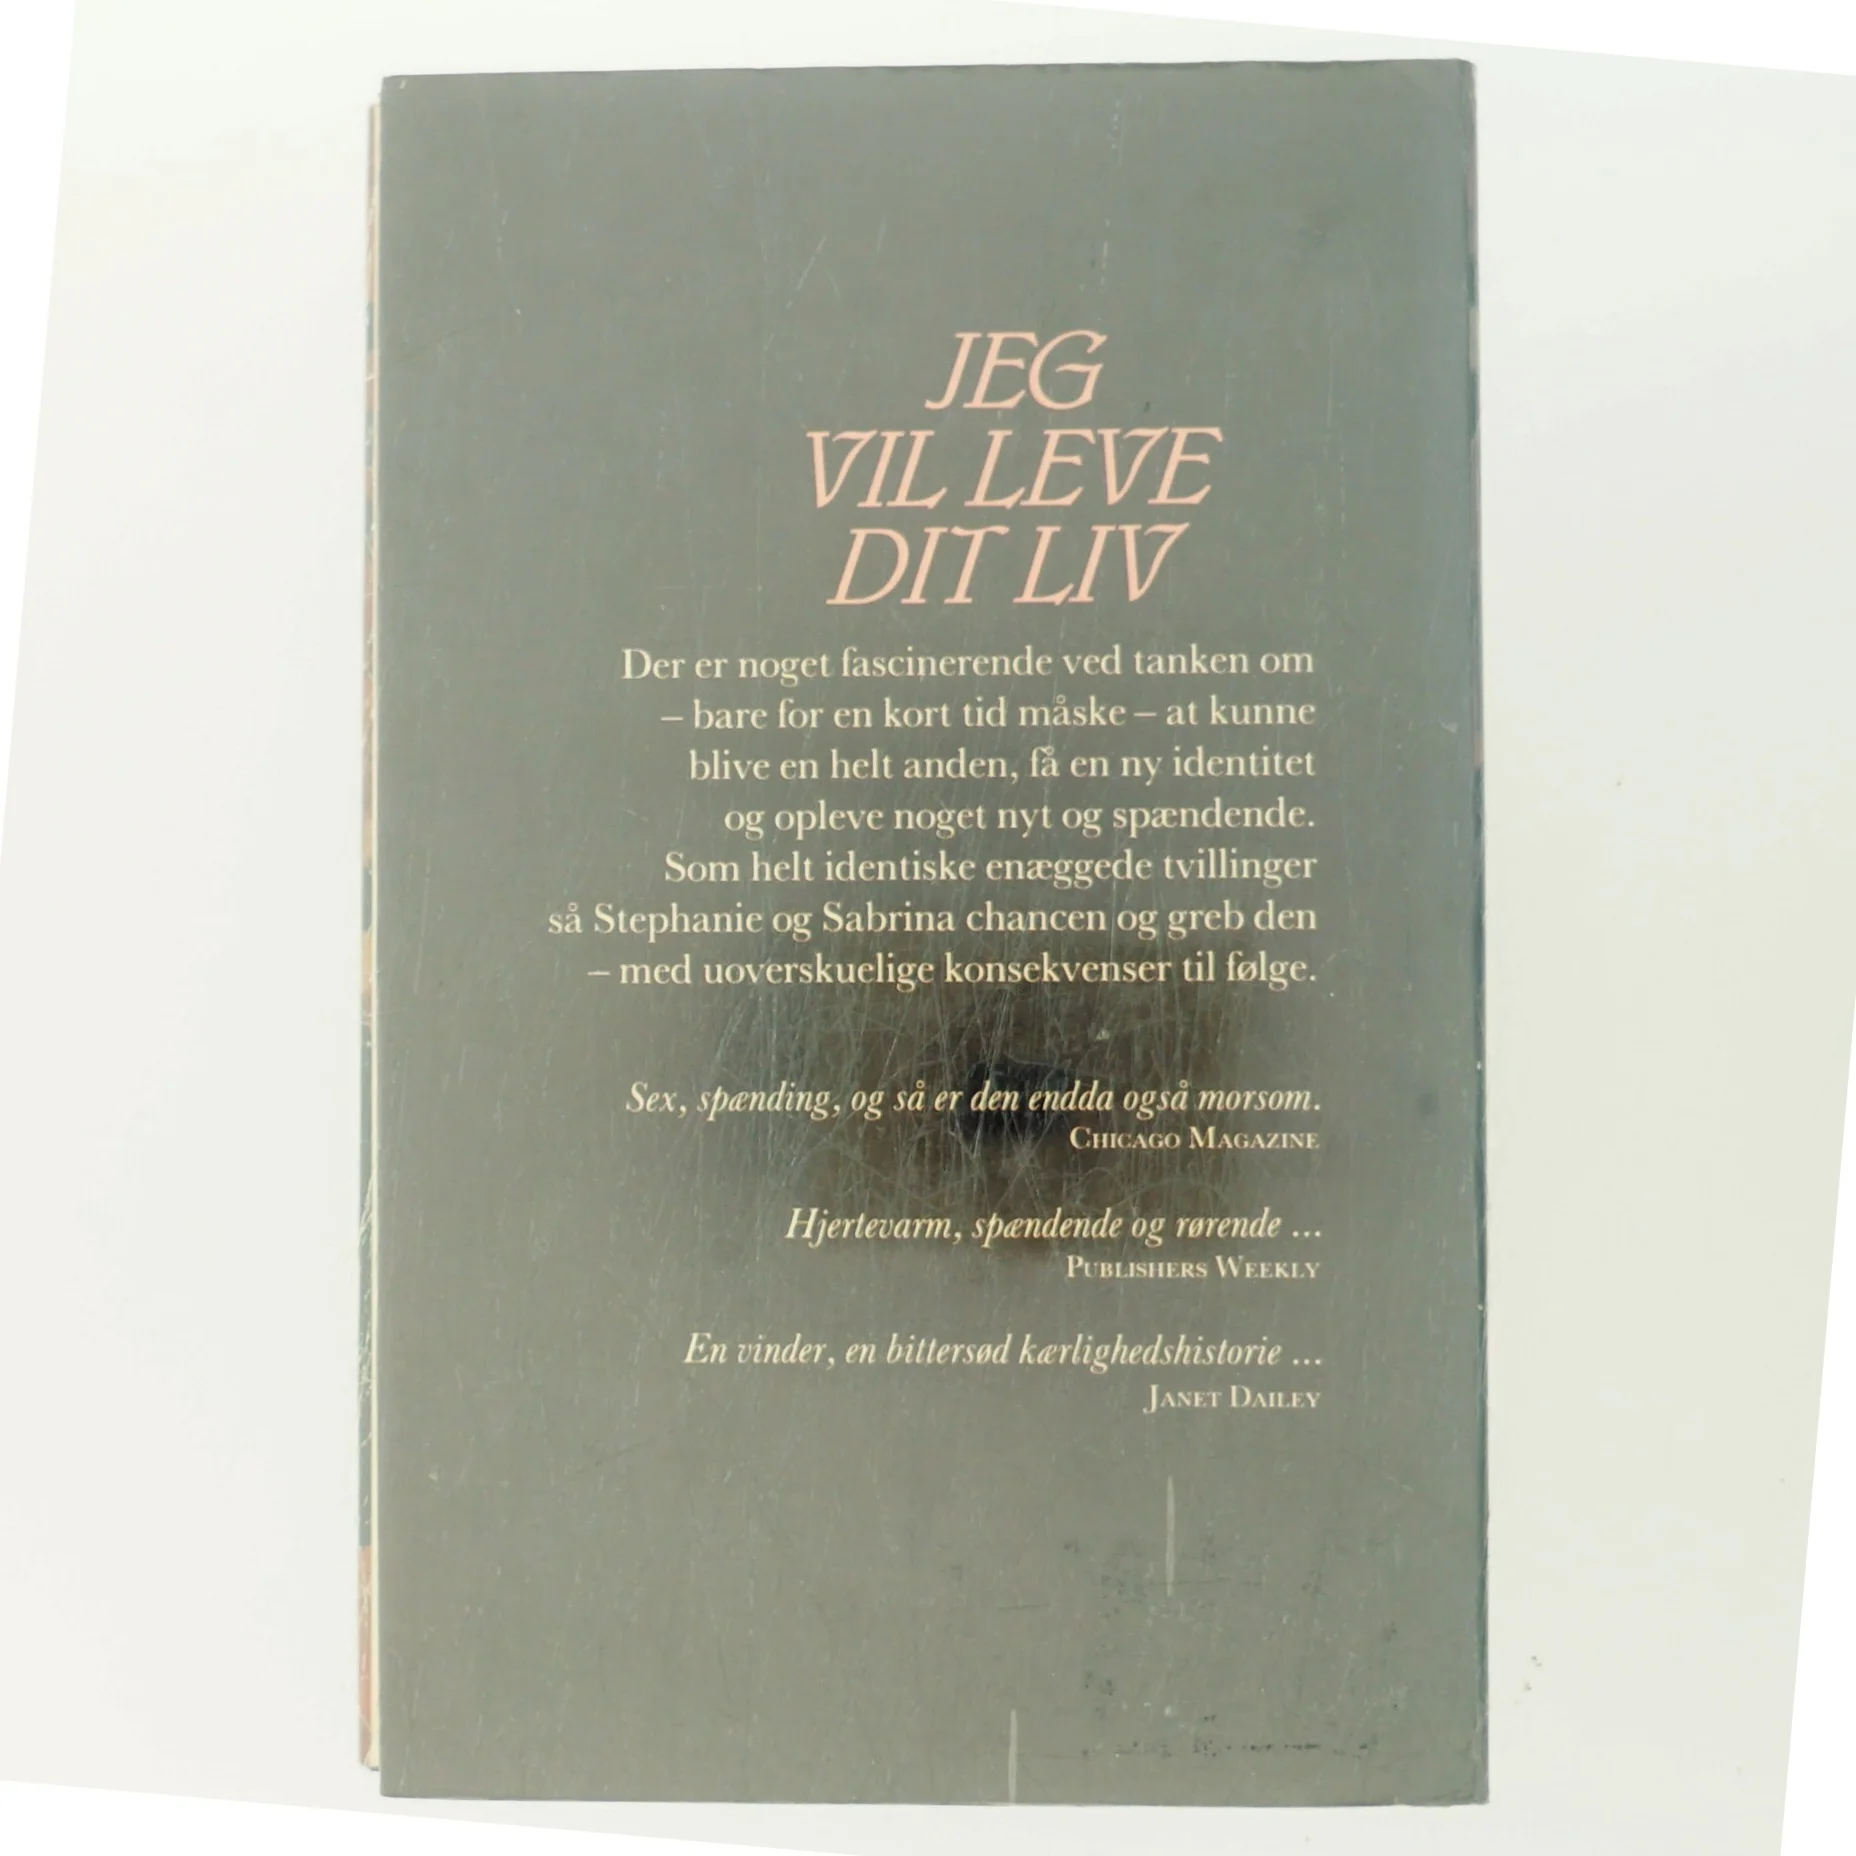 JEG
VIL LEVE
DIT LIV
Der er noget fascinerende ved tanken om
– bare for en kort tid måske – at kunne
blive en helt anden, få en ny identitet
og opleve noget nyt og spændende.
Som helt identiske enæggede tvillinger
så Stephanie og Sabrina chancen og greb den
– med uoverskuelige konsekvenser til følge.
Sex, spænding, og så er den endda også morsom.
CHICAGO MAGAZINE
Hjertevarm, spændende og rørende ...
PUBLISHERS WEEKLY
En vinder, en bittersød kærlighedshistorie ...
JANET DAILEY